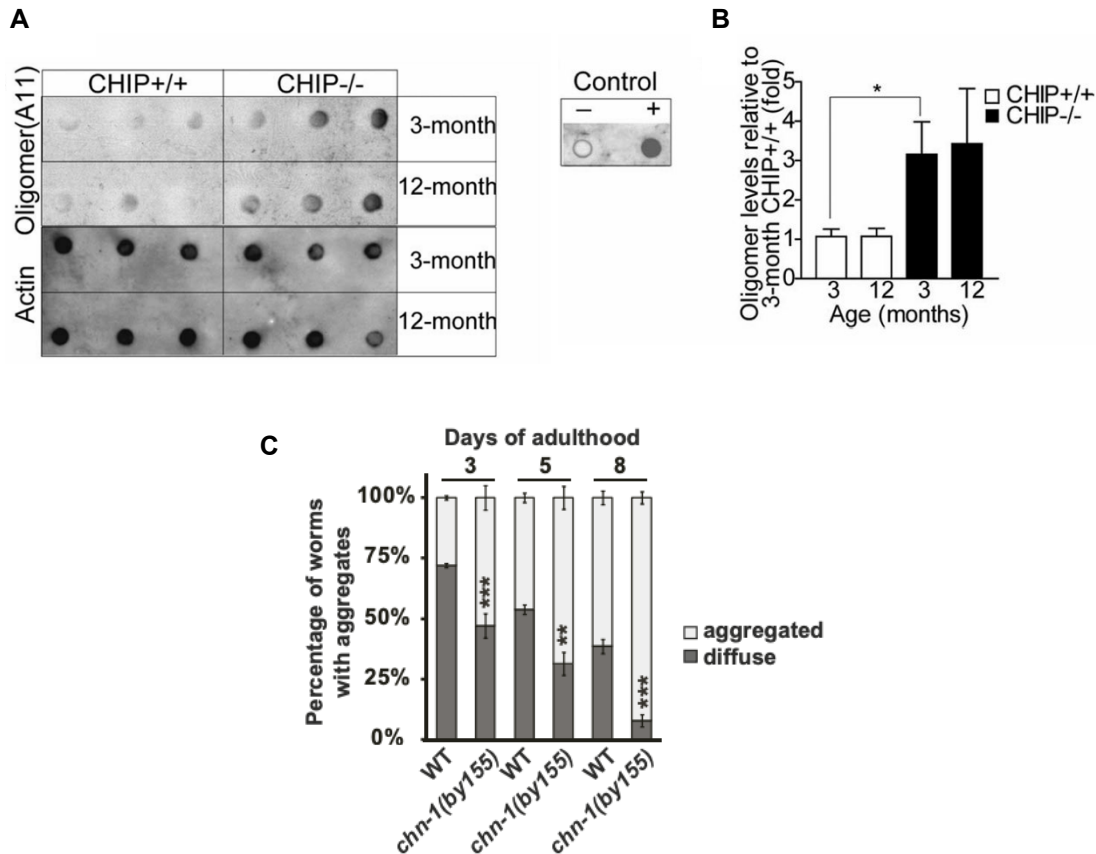 A
B
CHIP+/+ CHIP-/-
Oligomer(A11)
3-month
12-month
Actin
3-month
12-month
Control
– +
Oligomer levels relative to
3-month CHIP+/+ (fold)
5
4
3
2
1
0
*
CHIP+/+
CHIP-/-
3 12 3 12
Age (months)
C
Days of adulthood
3 5 8
Percentage of worms
with aggregates
100%
75%
50%
25%
0%
***
**
***
aggregated
diffuse
WT
chn-1(by155)
WT
chn-1(by155)
WT
chn-1(by155)